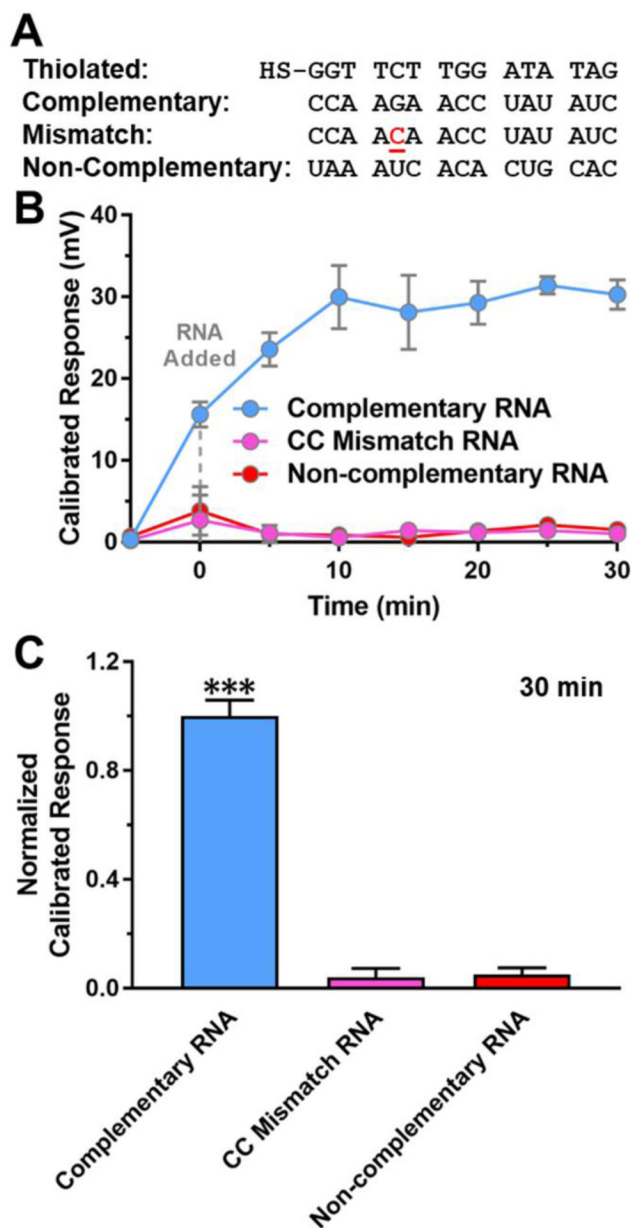 A
Thiolated: HS-GGT TCT TGG ATA TAG
Complementary: CCA AGA ACC UAU AUC
Mismatch: CCA ACA ACC UAU AUC
Non-Complementary: UAA AUC ACA CUG CAC
B
Calibrated Response (mV)
40
30
20
10
0
RNA
Added
Complementary RNA
CC Mismatch RNA
Non-complementary RNA
0 10 20 30
Time (min)
C
Normalized
Calibrated Response
1.2
0.8
0.4
0.0
***
30 min
Complementary RNA
CC Mismatch RNA
Non-complementary RNA